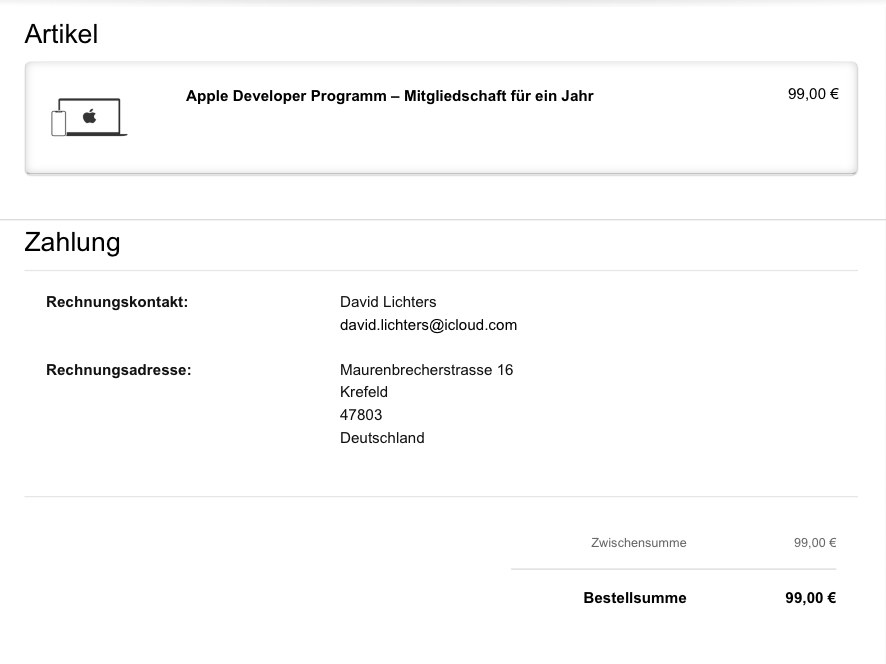 Artikel
Apple Developer Programm – Mitgliedschaft für ein Jahr 99,00 €
Zahlung
Rechnungskontakt: David Lichters
david.lichters@icloud.com
Rechnungsadresse: Maurenbrecherstrasse 16
Krefeld
47803
Deutschland
Zwischensumme 99,00 €
Bestellsumme 99,00 €